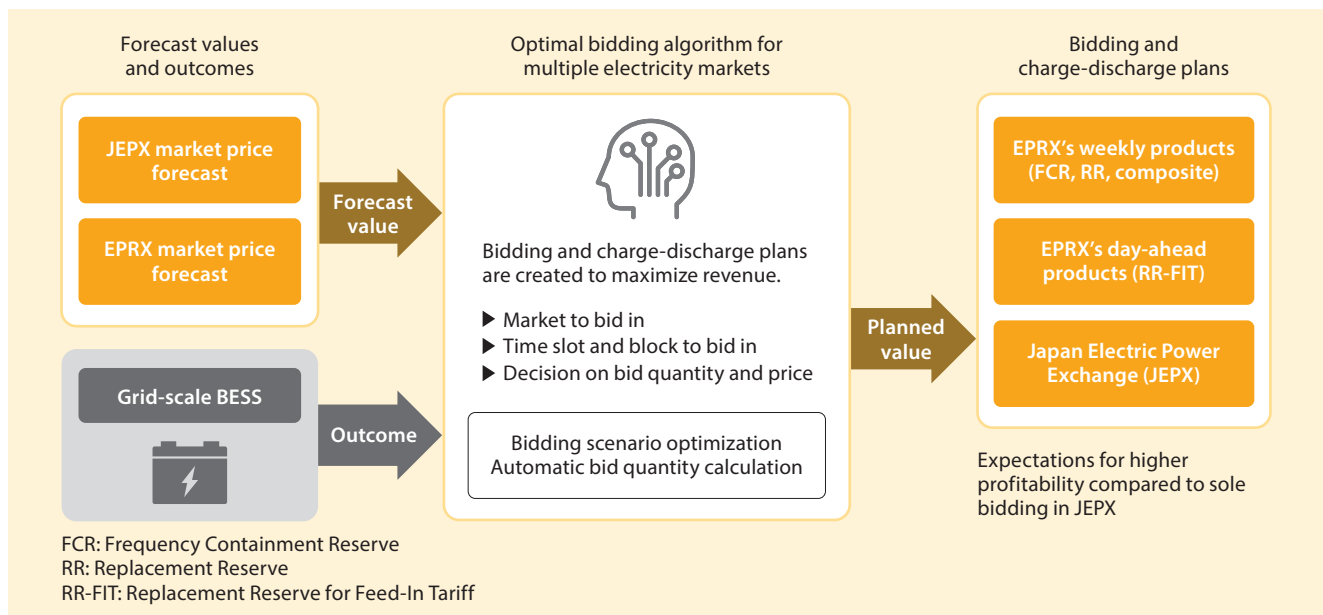 Forecast values
and outcomes
JEPX market price
forecast
EPRX market price
forecast
Forecast
value
Grid-scale BESS
Outcome
FCR: Frequency Containment Reserve
RR: Replacement Reserve
RR-FIT: Replacement Reserve for Feed-In Tariff
Optimal bidding algorithm for
multiple electricity markets
Bidding and charge-discharge plans
are created to maximize revenue.
▶ Market to bid in
▶ Time slot and block to bid in
▶ Decision on bid quantity and price
Bidding scenario optimization
Automatic bid quantity calculation
Planned
value
Bidding and
charge-discharge plans
EPRX's weekly products
(FCR, RR, composite)
EPRX's day-ahead
products (RR-FIT)
Japan Electric Power
Exchange (JEPX)
Expectations for higher
profitability compared to sole
bidding in JEPX